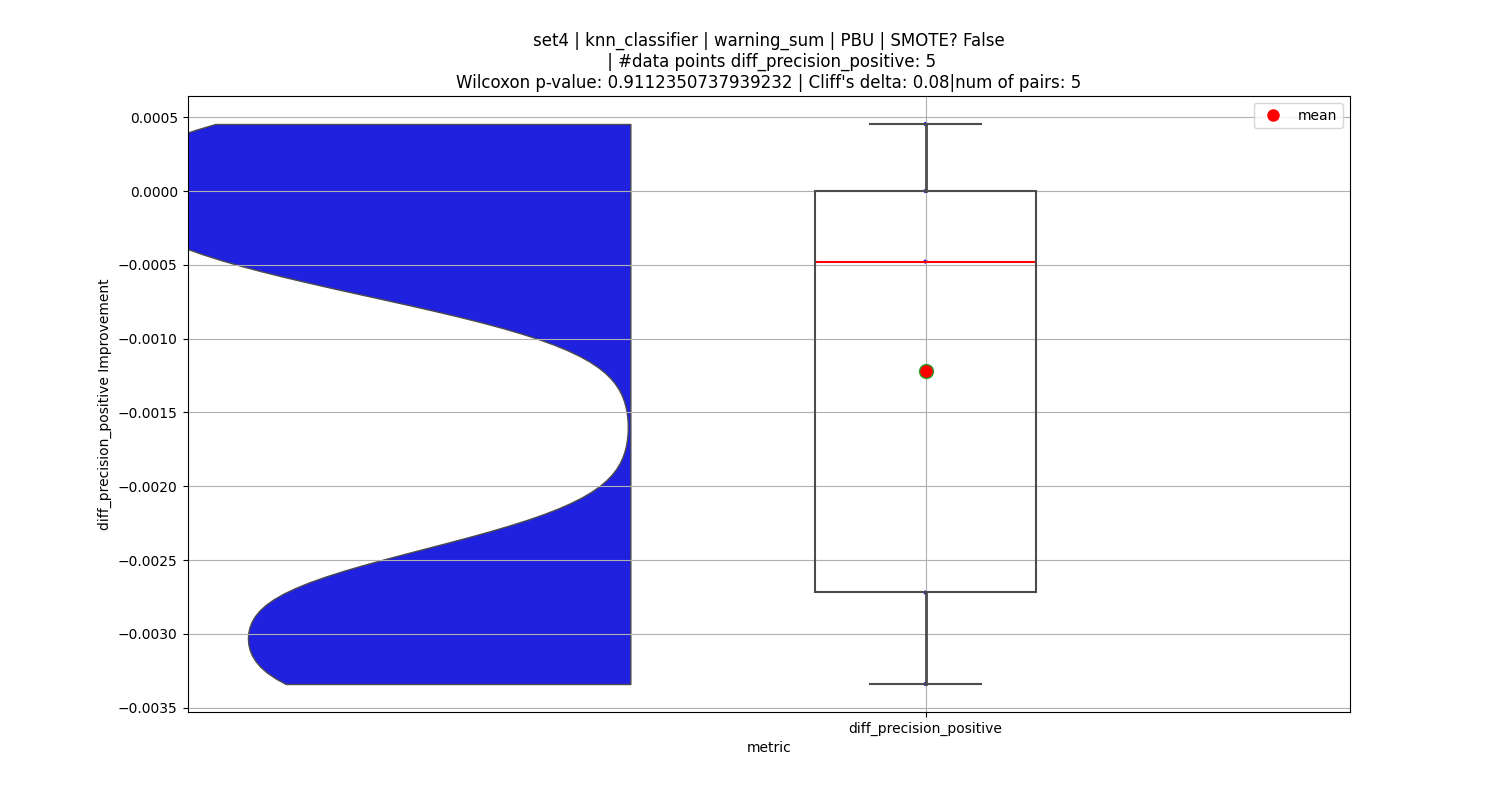 set4 | knn_classifier | warning_sum | PBU | SMOTE? False
| #data points diff_precision_positive: 5
Wilcoxon p-value: 0.9112350737939232 | Cliff's delta: 0.08|num of pairs: 5
mean
0.0005
0.0000
−0.0005
−0.0010
−0.0015
−0.0020
−0.0025
−0.0030
−0.0035
diff_precision_positive Improvement
diff_precision_positive
metric